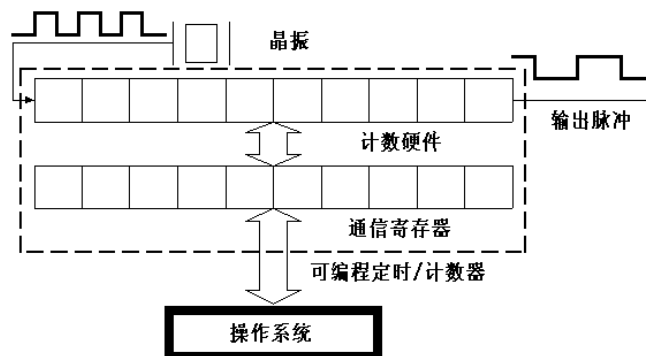 晶振
输出脉冲
计数硬件
通信寄存器
可编程定时/计数器
操作系统